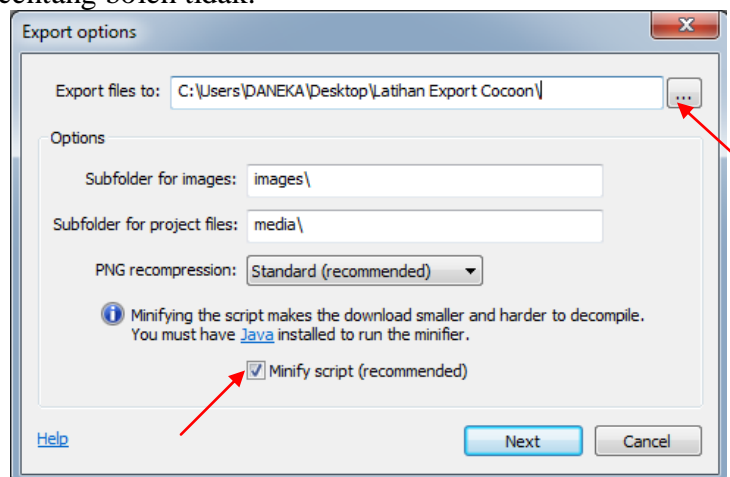 boleh tidak.
Export options
Export files to: C:\Users\DANEKA\Desktop\Latihan Export Cocoon\
...
Options
Subfolder for images: images\
Subfolder for project files: media\
PNG recompression: Standard (recommended)
Minifying the script makes the download smaller and harder to decompile.
You must have Java installed to run the minifier.
Minify script (recommended)
Help Next Cancel